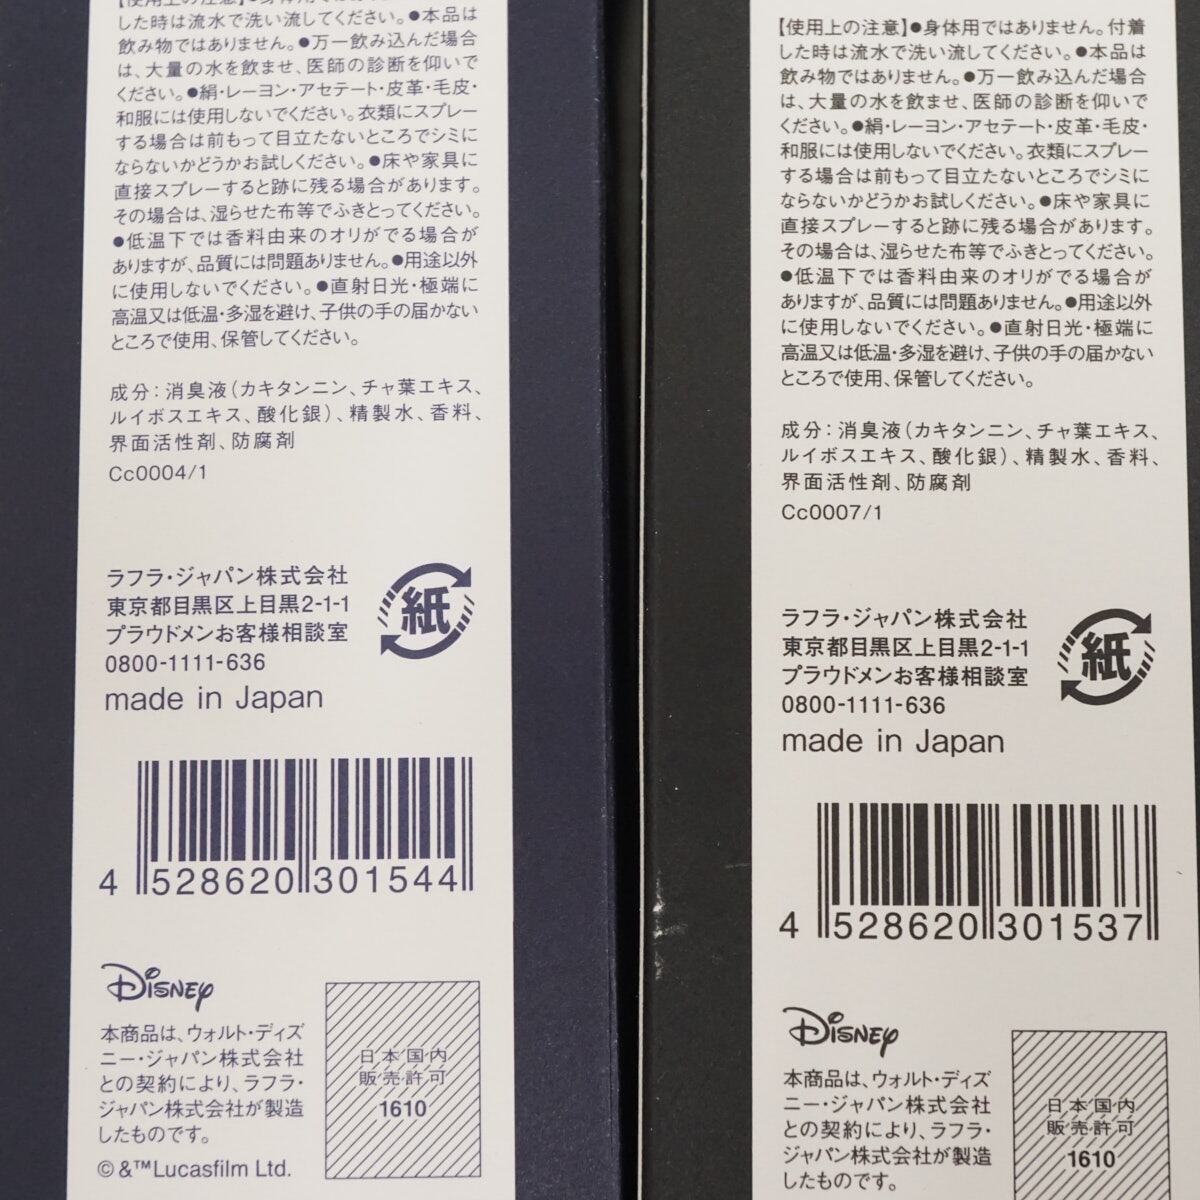 【使用上の注意】●身体用ではありません。付着
した時は流水で洗い流してください。●本品は
飲み物ではありません。●万一飲み込んだ場合
は、大量の水を飲ませ、医師の診断を仰いで
ください。●絹・レーヨン・アセテート・皮革・毛皮・
和服には使用しないでください。衣類にスプレー
する場合は前もって目立たないところでシミに
ならないかどうかお試しください。●床や家具に
直接スプレーすると跡に残る場合があります。
その場合は、湿らせた布等でふきとってください。
●低温下では香料由来のオリがでる場合が
ありますが、品質には問題ありません。●用途以外
に使用しないでください。●直射日光・極端に
高温又は低温・多湿を避け、子供の手の届かない
ところで使用、保管してください。
成分：消臭液（カキタンニン、チャ葉エキス、
ルイボスエキス、酸化銀）、精製水、香料、
界面活性剤、防腐剤
Cc0004/1
ラフラ・ジャパン株式会社
東京都目黒区上目黒2-1-1
プラウドメンお客様相談室
0800-1111-636
made in Japan
紙
4 528620 301544
Disney
本商品は、ウォルト・ディズ
ニー・ジャパン株式会社
との契約により、ラフラ・
ジャパン株式会社が製造
したものです。
©&™Lucasfilm Ltd.
日本国内
販売許可
1610
【使用上の注意】●身体用ではありません。付着
した時は流水で洗い流してください。●本品は
飲み物ではありません。●万一飲み込んだ場合
は、大量の水を飲ませ、医師の診断を仰いで
ください。●絹・レーヨン・アセテート・皮革・毛皮・
和服には使用しないでください。衣類にスプレー
する場合は前もって目立たないところでシミに
ならないかどうかお試しください。●床や家具に
直接スプレーすると跡に残る場合があります。
その場合は、湿らせた布等でふきとってください。
●低温下では香料由来のオリがでる場合が
ありますが、品質には問題ありません。●用途以外
に使用しないでください。●直射日光・極端に
高温又は低温・多湿を避け、子供の手の届かない
ところで使用、保管してください。
成分：消臭液（カキタンニン、チャ葉エキス、
ルイボスエキス、酸化銀）、精製水、香料、
界面活性剤、防腐剤
Cc0007/1
ラフラ・ジャパン株式会社
東京都目黒区上目黒2-1-1
プラウドメンお客様相談室
0800-1111-636
made in Japan
紙
4 528620 301537
Disney
本商品は、ウォルト・ディズ
ニー・ジャパン株式会社
との契約により、ラフラ・
ジャパン株式会社が製造
したものです。
日本国内
販売許可
1610